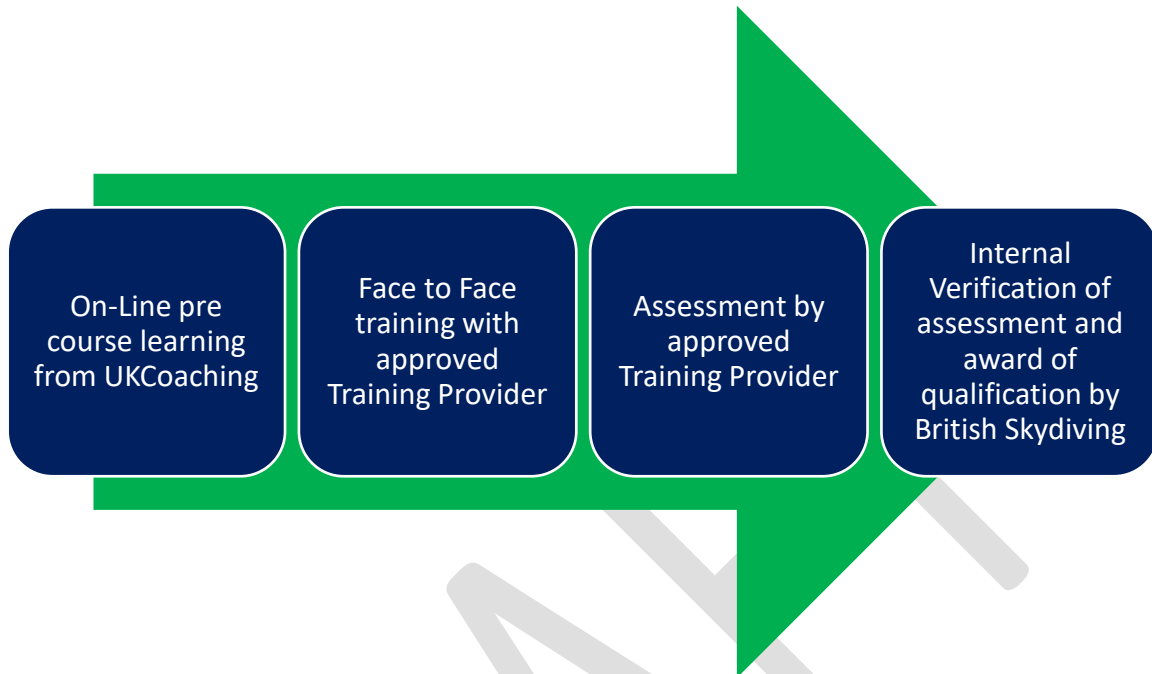 On-Line pre
course learning
from UKCoaching
Face to Face
training with
approved
Training Provider
Assessment by
approved
Training Provider
Internal
Verification of
assessment and
award of
qualification by
British Skydiving